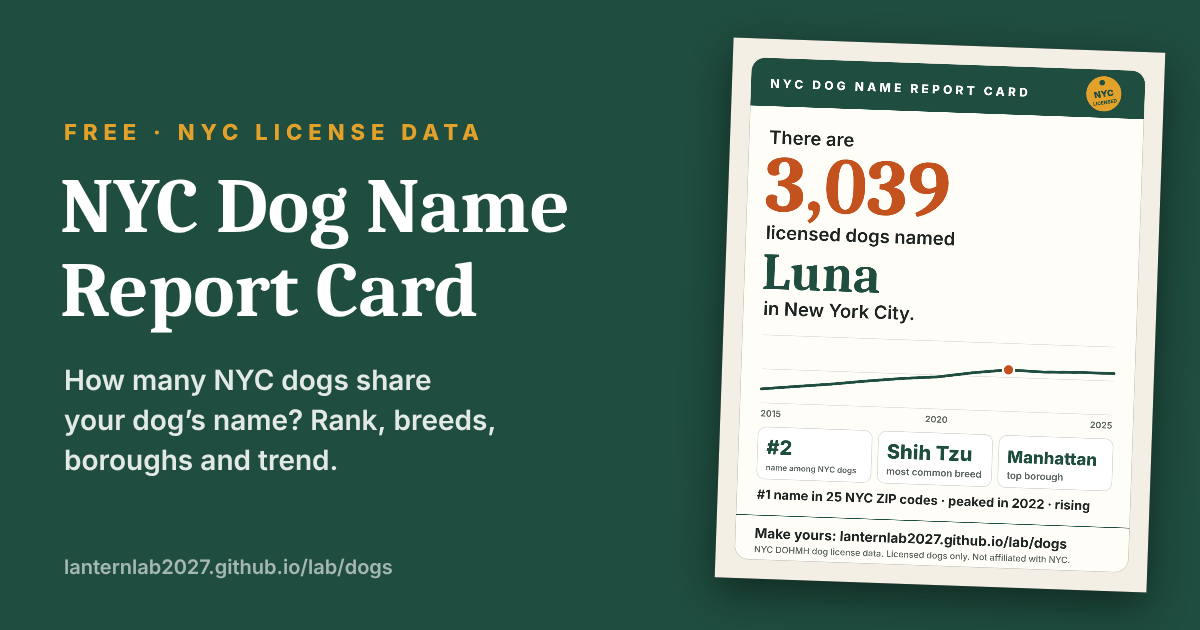 FREE · NYC LICENSE DATA
NYC Dog Name
Report Card
How many NYC dogs share
your dog’s name? Rank, breeds,
boroughs and trend.
lanternlab2027.github.io/lab/dogs
NYC DOG NAME REPORT CARD
NYC
LICENSED
There are
3,039
licensed dogs named
Luna
in New York City.
2015
2020
2025
#2
name among NYC dogs
Shih Tzu
most common breed
Manhattan
top borough
#1 name in 25 NYC ZIP codes · peaked in 2022 · rising
Make yours: lanternlab2027.github.io/lab/dogs
NYC DOHMH dog license data. Licensed dogs only. Not affiliated with NYC.